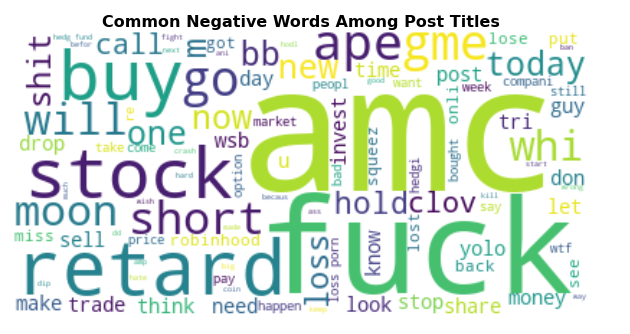 Common Negative Words Among Post Titles
hedg fund
fight
befor
next
got
ani
hodl
ban
shit
call
m
bb
ape
gme
lose
put
buy
go
day
new
time
post
today
peopl
good
want
week
compani
still
will
one
now
wsb
market
invest
squeez
amc
onli
bought
tri
guy
whi
drop
re
take
come
crash
u
option
bad
hedgi
start
don
wrong
stock
hard
much
wish
becaus
ass
hold
clov
kill
say
let
moon
short
miss
sell
dd
price
robinhood
made
loss
porn
know
lost
fuck
yolo
back
wtf
see
retard
amp
hate
big
pay
dip
coin
keep
way
make
trade
think
need
happen
loss
look
stop
share
money